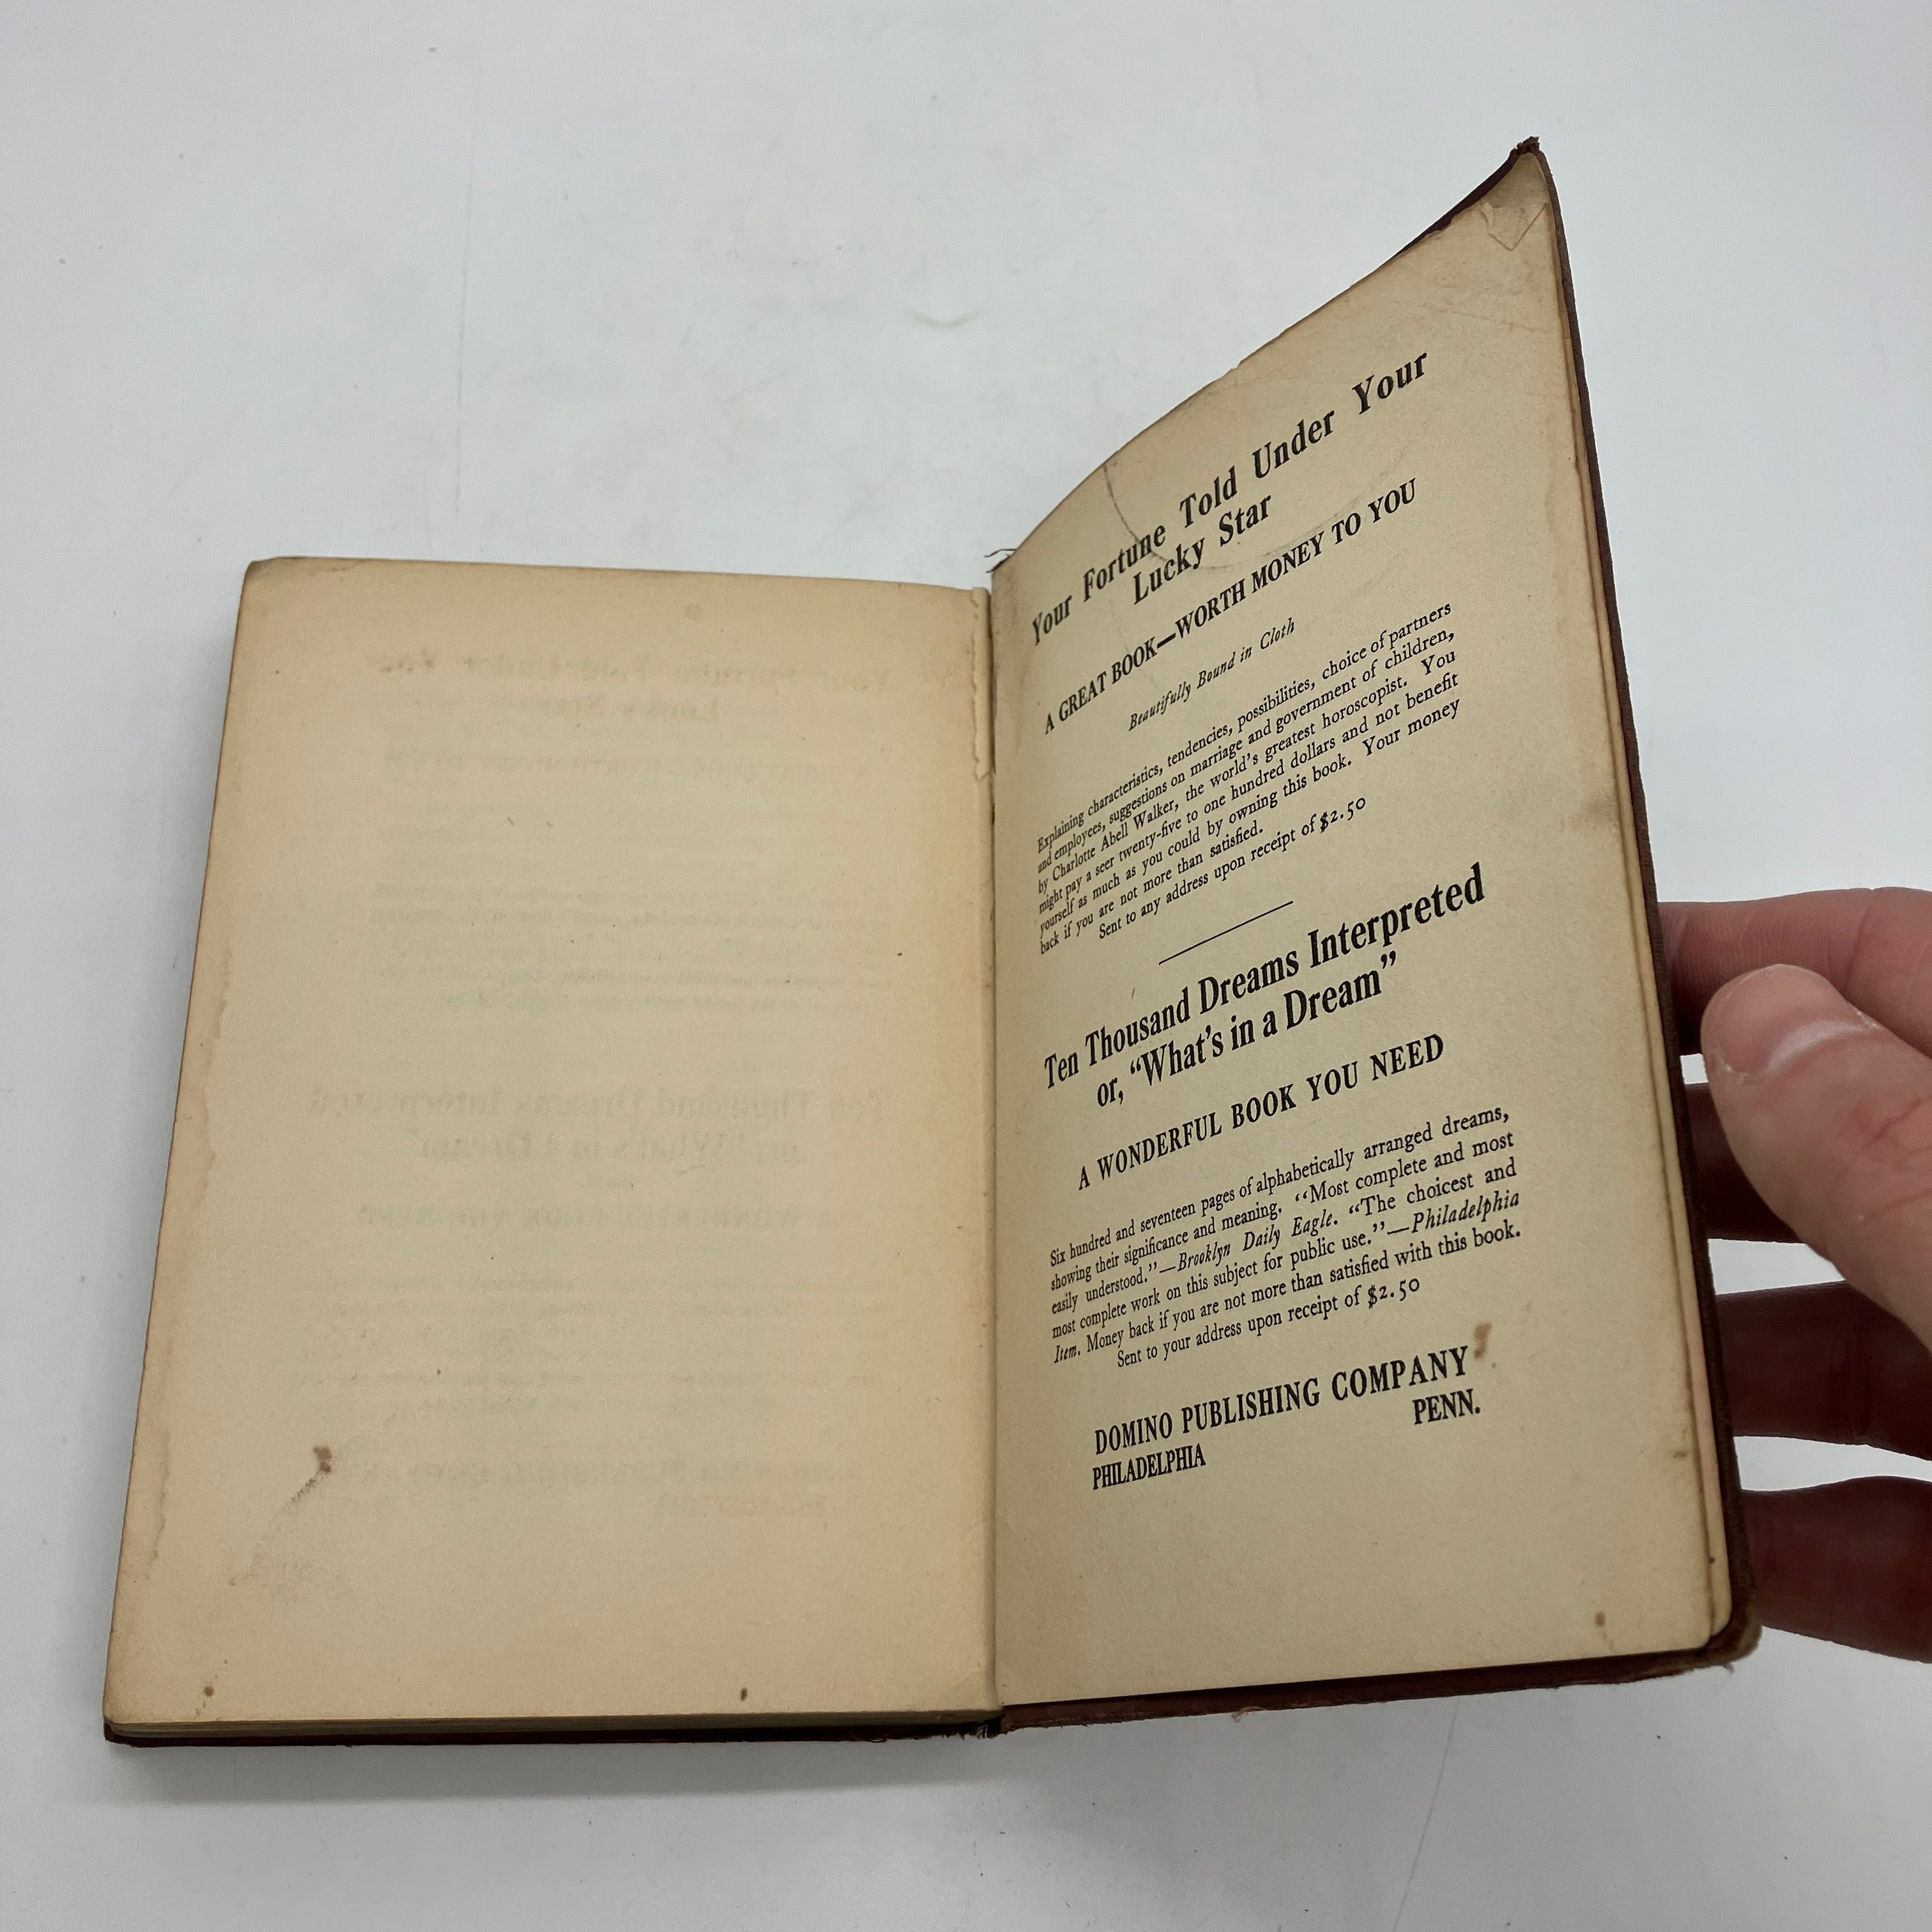 Your Fortune Told Under Your
Lucky Star
A GREAT BOOK—WORTH MONEY TO YOU
Beautifully Bound in Cloth
Explaining characteristics, tendencies, possibilities, choice of partners
and employees, suggestions on marriage and government of children,
by Charlotte Abell Walker, the world's greatest horoscopist. You
might pay a seer twenty-five to one hundred dollars and not benefit
yourself as much as you could by owning this book. Your money
back if you are not more than satisfied.
Sent to any address upon receipt of $2.50
Ten Thousand Dreams Interpreted
or, "What's in a Dream"
A WONDERFUL BOOK YOU NEED
Six hundred and seventeen pages of alphabetically arranged dreams,
showing their significance and meaning. "Most complete and most
easily understood."—Brooklyn Daily Eagle. "The choicest and
most complete work on this subject for public use."—Philadelphia
Item. Money back if you are not more than satisfied with this book.
Sent to your address upon receipt of $2.50
DOMINO PUBLISHING COMPANY
PHILADELPHIA PENN.